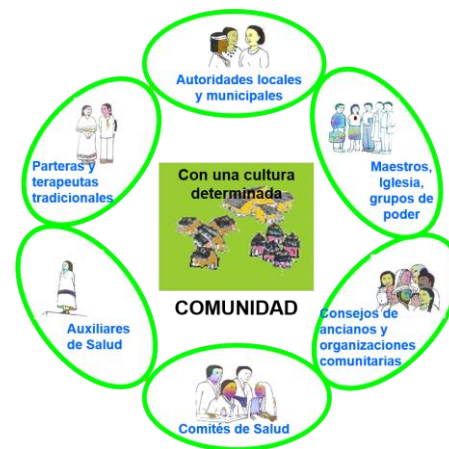 Autoridades locales
y municipales
Parteras y
terapeutas
tradicionales
Con una cultura
determinada
Maestros,
Iglesia,
grupos de
poder
COMUNIDAD
Auxiliares
de Salud
Consejos de
ancianos y
organizaciones
comunitarias
Comités de Salud